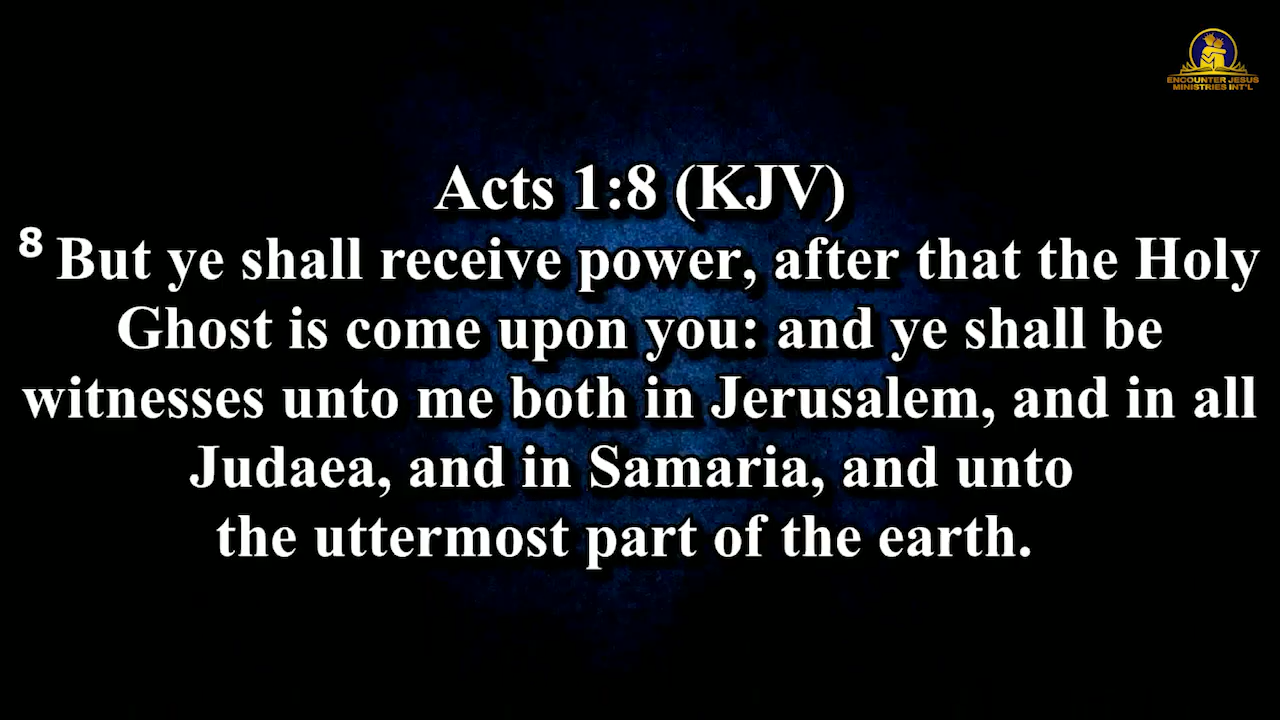 ENCOUNTER JESUS
MINISTRIES INT'L
Acts 1:8 (KJV)
8 But ye shall receive power, after that the Holy
Ghost is come upon you: and ye shall be
witnesses unto me both in Jerusalem, and in all
Judaea, and in Samaria, and unto
the uttermost part of the earth.